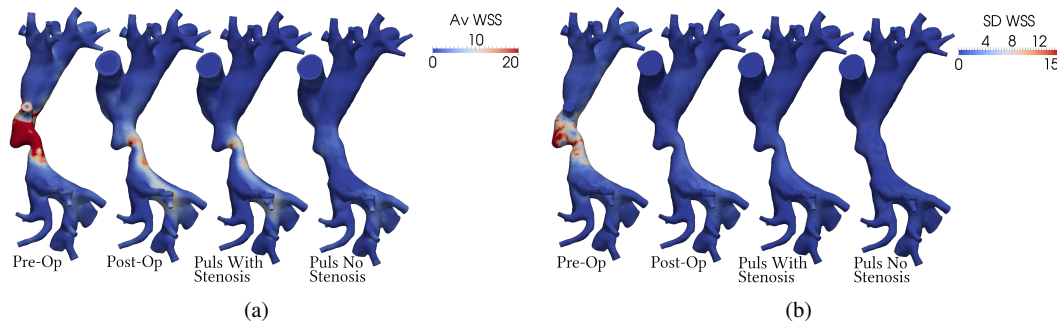 Av WSS
10
0
20
SD WSS
4
8
12
0
15
Pre-Op
Post-Op
Puls With
Stenosis
Puls No
Stenosis
Pre-Op
Post-Op
Puls With
Stenosis
Puls No
Stenosis
(a)
(b)